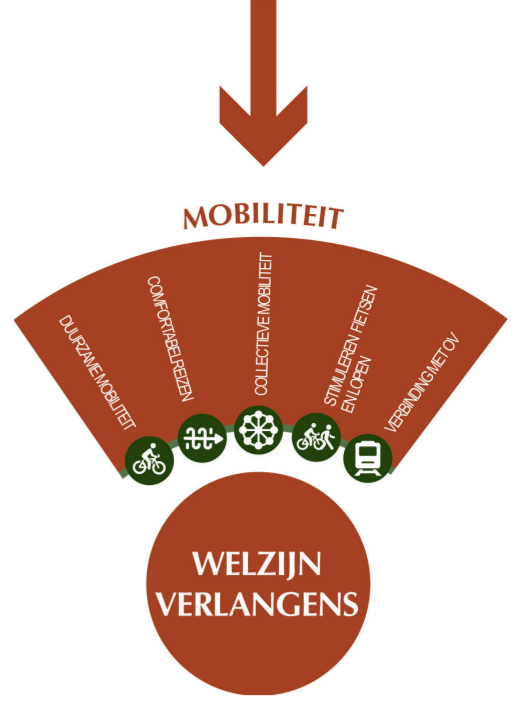 MOBILITEIT
DUURZAME MOBILITEIT
COMFORTABEL REIZEN
COLLECTIEVE MOBILITEIT
STIMULEREN FIETSEN
EN LOPEN
VERBINDING MET OV
WELZIJN
VERLANGENS